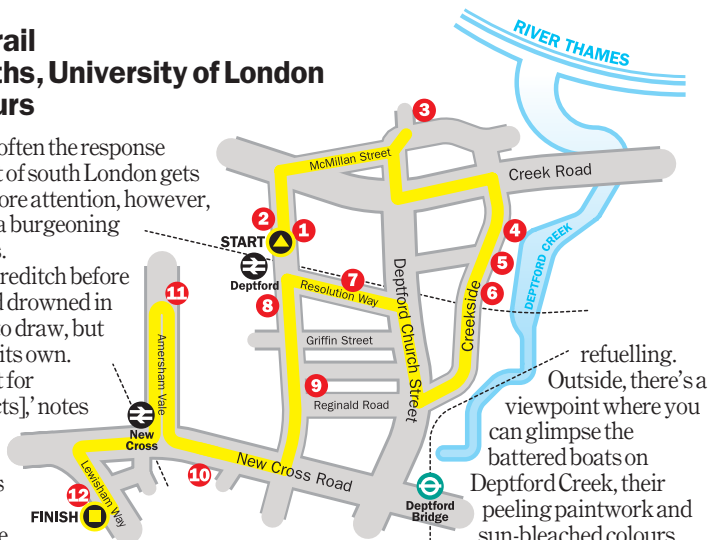 rail
ths, University of London
urs
often the response
t of south London gets
ore attention, however,
a burgeoning
s.
reditch before
d drowned in
o draw, but
its own.
t for
cts],' notes
s
e
RIVER THAMES
3
McMillan Street
Creek Road
2
1
START
Deptford
4
5
6
DEPTFORD CREEK
7
8
Resolution Way
Deptford Church Street
Creekside
11
Amersham Vale
Griffin Street
9
Reginald Road
New
Cross
10
New Cross Road
Lewisham Way
12
FINISH
Deptford
Bridge
refuelling.
Outside, there's a
viewpoint where you
can glimpse the
battered boats on
Deptford Creek, their
peeling paintwork and
sun-bleached colours